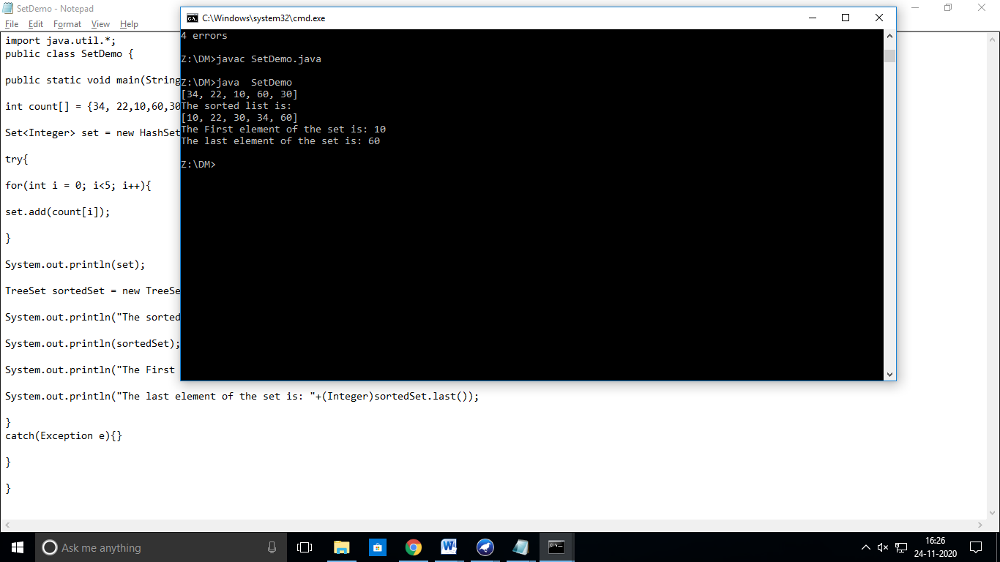 SetDemo - Notepad
File Edit Format View Help
import java.util.*;
public class SetDemo {
public static void main(String
int count[] = {34, 22,10,60,30
Set<Integer> set = new HashSet
try{
for(int i = 0; i<5; i++){
set.add(count[i]);
}
System.out.println(set);
TreeSet sortedSet = new TreeSe
System.out.println("The sorted
System.out.println(sortedSet);
System.out.println("The First
System.out.println("The last element of the set is: "+(Integer)sortedSet.last());
}
catch(Exception e){}
}
}
C:\Windows\system32\cmd.exe
4 errors
Z:\DM>javac SetDemo.java
Z:\DM>java  SetDemo
[34, 22, 10, 60, 30]
The sorted list is:
[10, 22, 30, 34, 60]
The First element of the set is: 10
The last element of the set is: 60
Z:\DM>
Ask me anything
16:26
24-11-2020